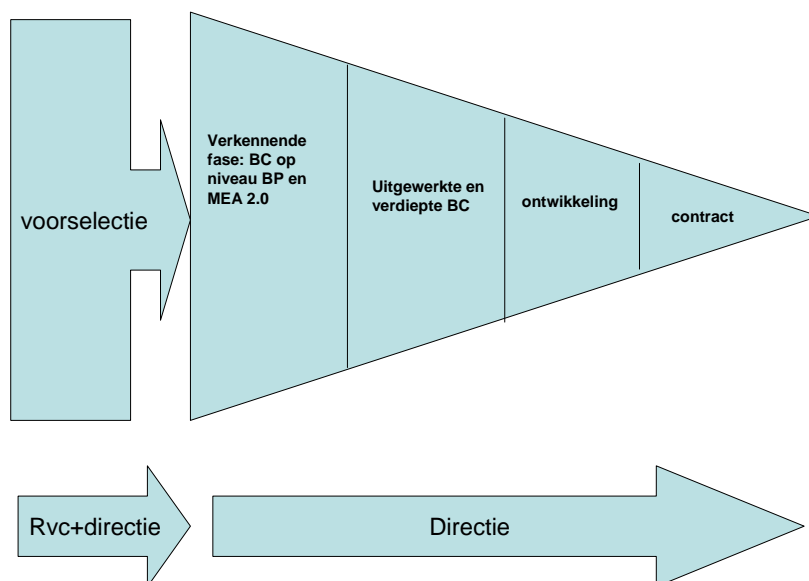 voorselectie
Verkennende
fase: BC op
niveau BP en
MEA 2.0
Uitgewerkte en
verdiepte BC
ontwikkeling
contract
Rvc+directie
Directie